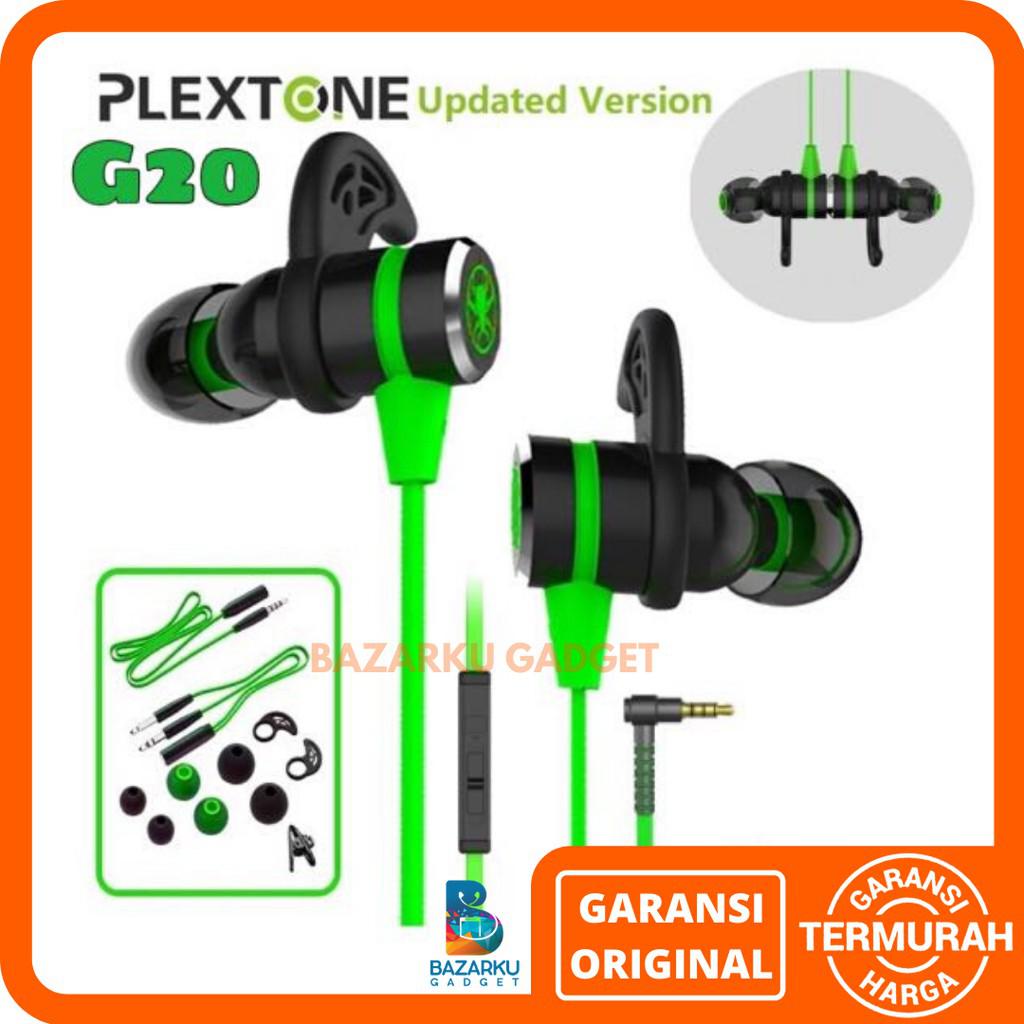 PLEXTONE Updated Version
G20
BAZARKU GADGET
BAZARKU
GADGET
GARANSI
ORIGINAL
GARANSI
TERMURAH
HARGA